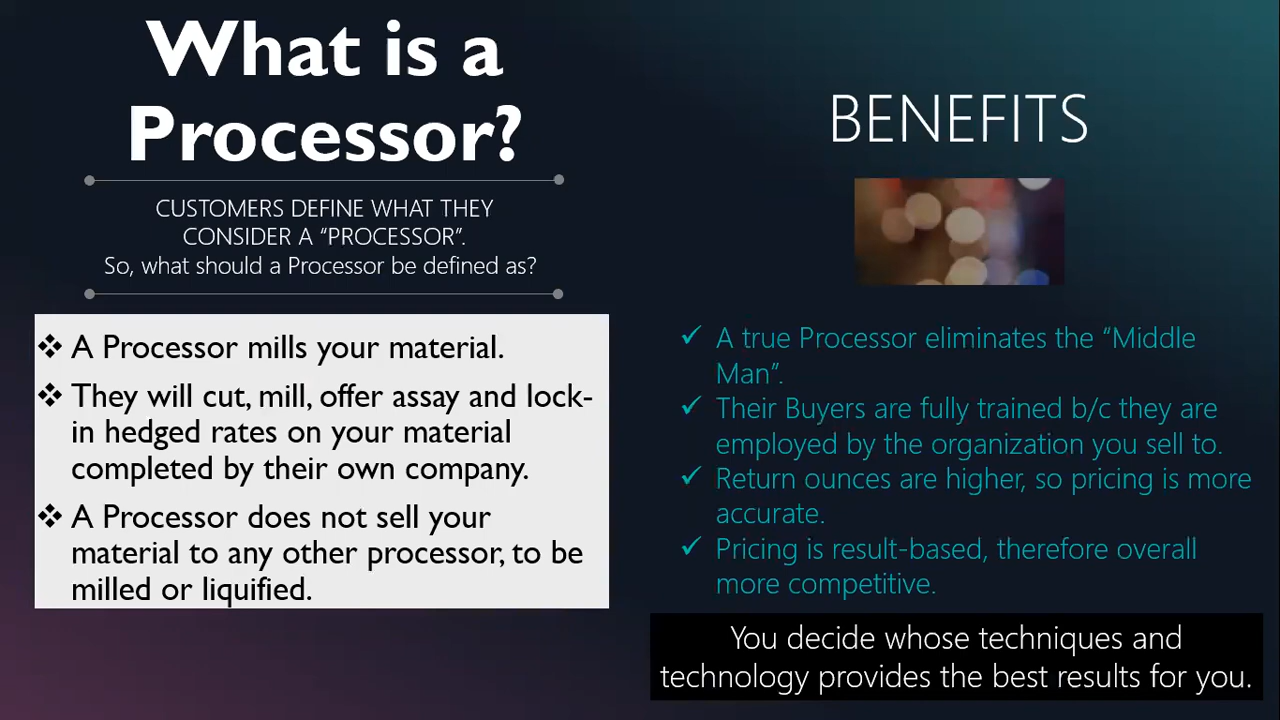 What is a
Processor?
CUSTOMERS DEFINE WHAT THEY
CONSIDER A “PROCESSOR”.
So, what should a Processor be defined as?
❖ A Processor mills your material.
❖ They will cut, mill, offer assay and lock-
in hedged rates on your material
completed by their own company.
❖ A Processor does not sell your
material to any other processor, to be
milled or liquified.
BENEFITS
✓ A true Processor eliminates the “Middle
Man”.
✓ Their Buyers are fully trained b/c they are
employed by the organization you sell to.
✓ Return ounces are higher, so pricing is more
accurate.
✓ Pricing is result-based, therefore overall
more competitive.
You decide whose techniques and
technology provides the best results for you.